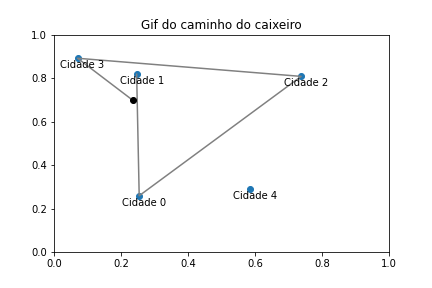 Gif do caminho do caixeiro
1.0
0.8
0.6
0.4
0.2
0.0
Cidade 3
Cidade 1
Cidade 2
Cidade 0
Cidade 4
0.0 0.2 0.4 0.6 0.8 1.0